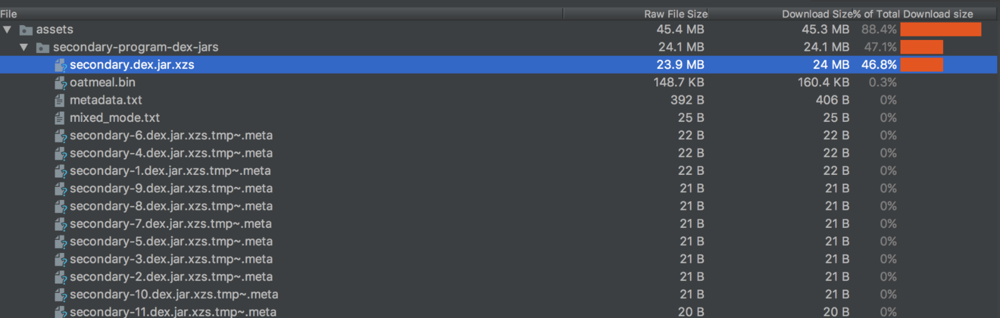 File Raw File Size Download Size % of Total Download size
assets 45.4 MB 45.3 MB 88.4%
secondary-program-dex-jars 24.1 MB 24.1 MB 47.1%
secondary.dex.jar.xzs 23.9 MB 24 MB 46.8%
oatmeal.bin 148.7 KB 160.4 KB 0.3%
metadata.txt 392 B 406 B 0%
mixed_mode.txt 25 B 25 B 0%
secondary-6.dex.jar.xzs.tmp~.meta 22 B 22 B 0%
secondary-4.dex.jar.xzs.tmp~.meta 22 B 22 B 0%
secondary-1.dex.jar.xzs.tmp~.meta 22 B 22 B 0%
secondary-9.dex.jar.xzs.tmp~.meta 21 B 21 B 0%
secondary-8.dex.jar.xzs.tmp~.meta 21 B 21 B 0%
secondary-7.dex.jar.xzs.tmp~.meta 21 B 21 B 0%
secondary-5.dex.jar.xzs.tmp~.meta 21 B 21 B 0%
secondary-3.dex.jar.xzs.tmp~.meta 21 B 21 B 0%
secondary-2.dex.jar.xzs.tmp~.meta 21 B 21 B 0%
secondary-10.dex.jar.xzs.tmp~.meta 21 B 21 B 0%
secondary-11.dex.jar.xzs.tmp~.meta 20 B 20 B 0%